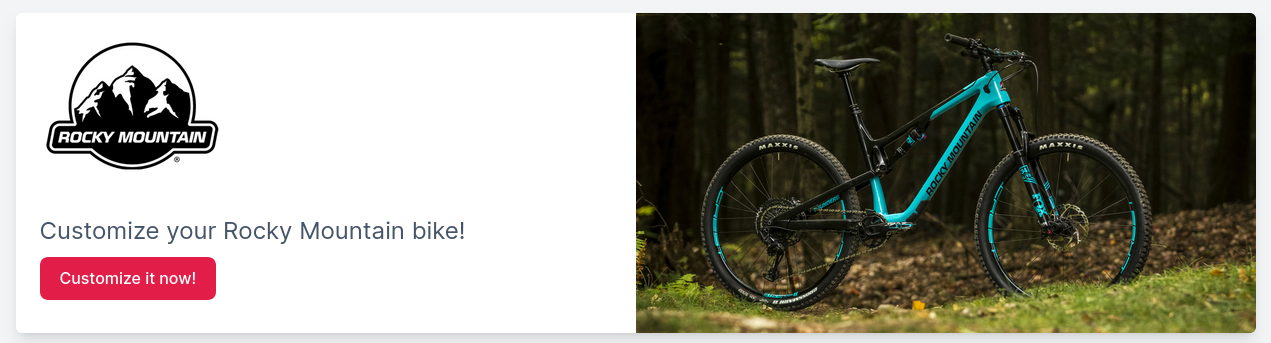 ROCKY MOUNTAIN
®
Customize your Rocky Mountain bike!
Customize it now!
MAXXIS
MAXXIS
ROCKY MOUNTAIN
FOX